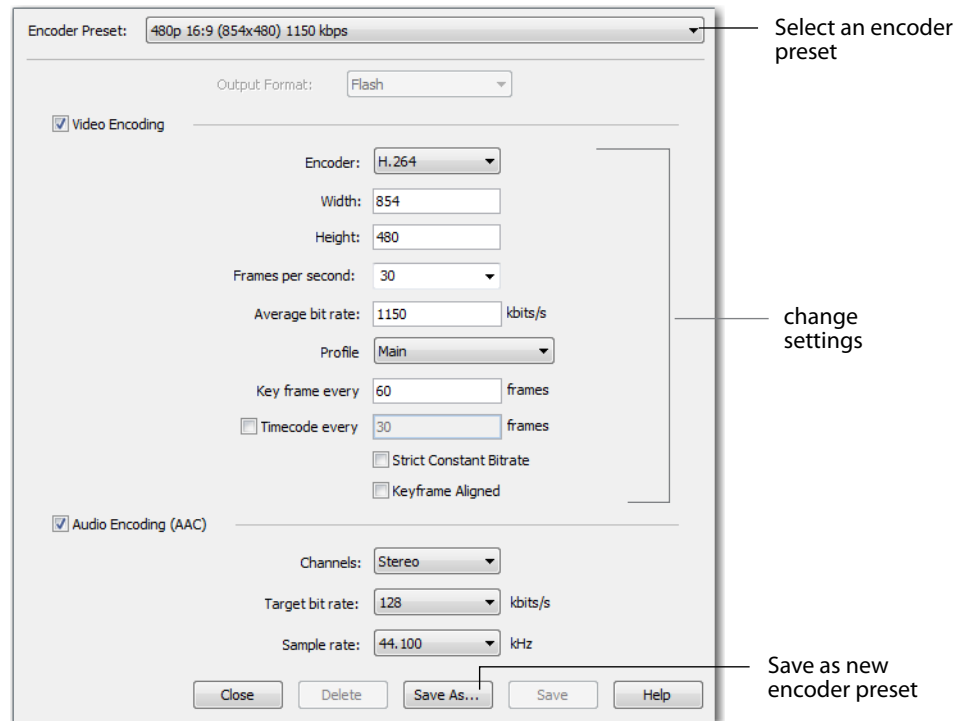 Encoder Preset: 480p 16:9 (854x480) 1150 kbps
Select an encoder
preset
Output Format: Flash
Video Encoding
Encoder: H.264
Width: 854
Height: 480
Frames per second: 30
Average bit rate: 1150 kbits/s
change
settings
Profile Main
Key frame every 60 frames
Timecode every 30 frames
Strict Constant Bitrate
Keyframe Aligned
Audio Encoding (AAC)
Channels: Stereo
Target bit rate: 128 kbits/s
Sample rate: 44.100 kHz
Save as new
encoder preset
Close Delete Save As... Save Help